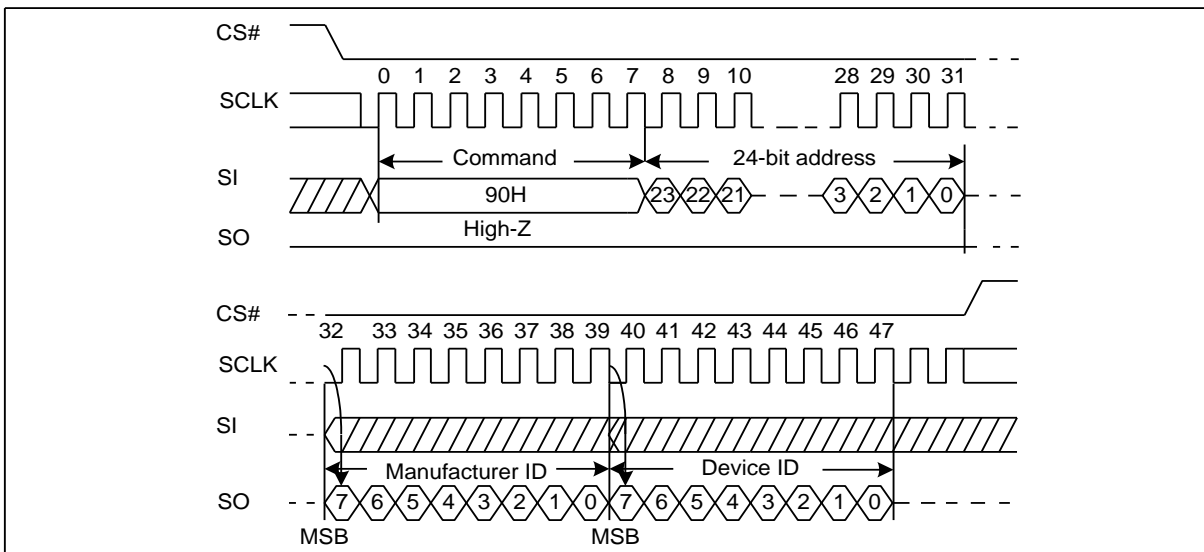 CS#
0 1 2 3 4 5 6 7 8 9 10 28 29 30 31
SCLK
Command 24-bit address
SI
90H 23 22 21 3 2 1 0
High-Z
SO
CS#
32 33 34 35 36 37 38 39 40 41 42 43 44 45 46 47
SCLK
SI
Manufacturer ID Device ID
SO 7 6 5 4 3 2 1 0 7 6 5 4 3 2 1 0
MSB MSB